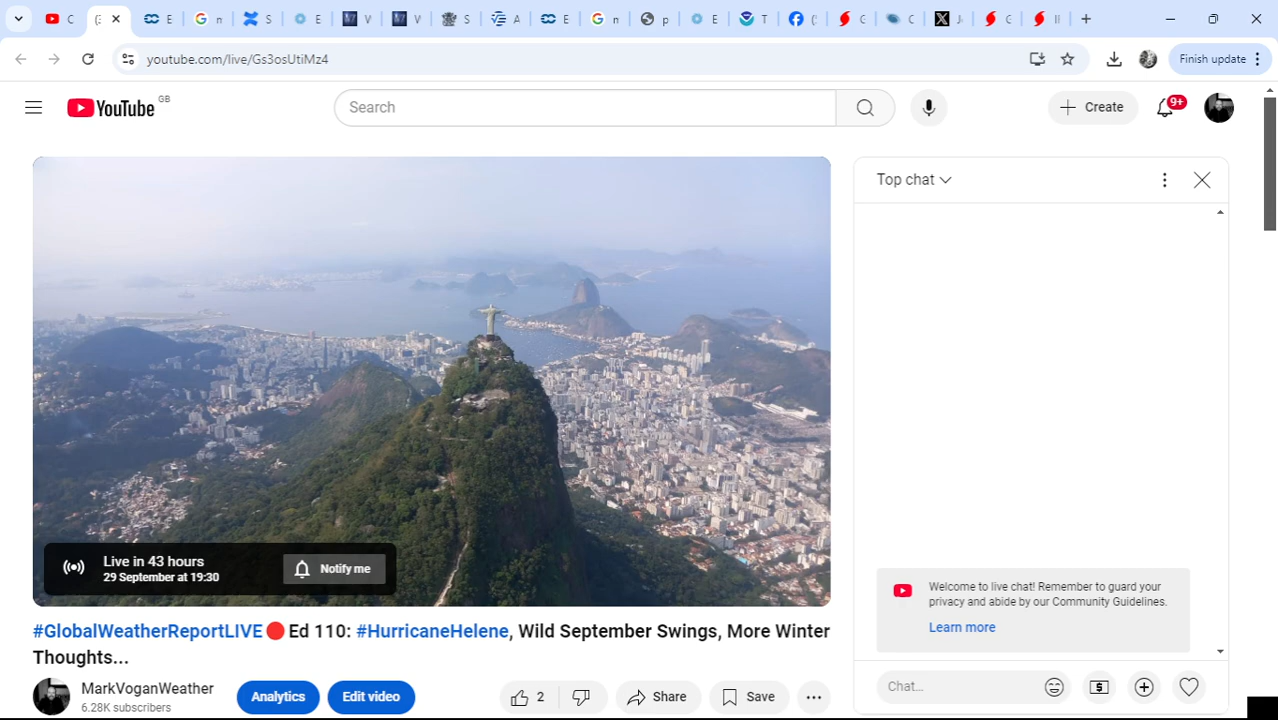 youtube.com/live/Gs3osUtiMz4
Finish update
YouTube GB
Search
Create
9+
Top chat
Live in 43 hours
29 September at 19:30
Notify me
Welcome to live chat! Remember to guard your
privacy and abide by our Community Guidelines.
Learn more
#GlobalWeatherReportLIVE🔴Ed 110: #HurricaneHelene, Wild September Swings, More Winter
Thoughts...
MarkVoganWeather
6.28K subscribers
Analytics
Edit video
2
Share
Save
Chat...